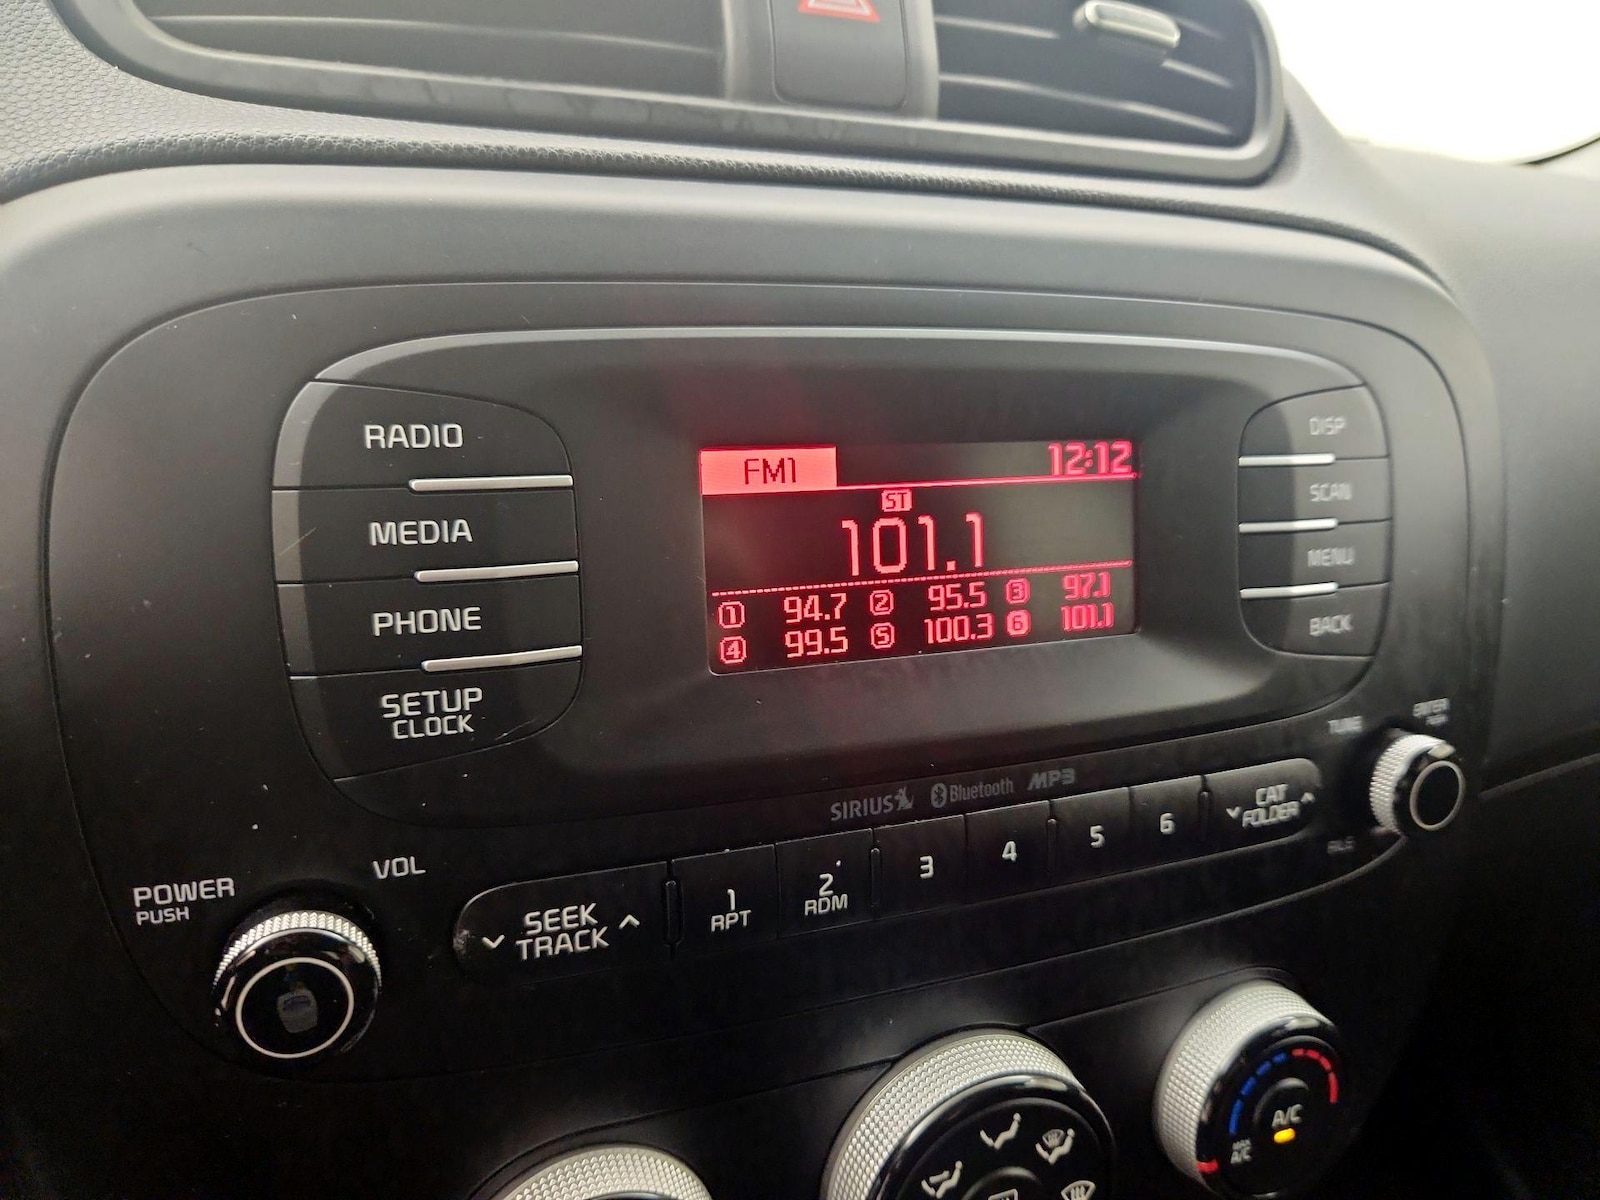 RADIO
MEDIA
PHONE
SETUP
CLOCK
FM1 12:12
ST
101.1
1 94.7 2 95.5 3 97.1
4 99.5 5 100.3 6 101.1
DISP
SCAN
MENU
BACK
SIRIUS Bluetooth MP3
TUNE
ENTER
POWER
PUSH
VOL
SEEK
TRACK
1
RPT
2
RDM
3
4
5
6
CAT
FOLDER
FILE
A/C
MAX
A/C